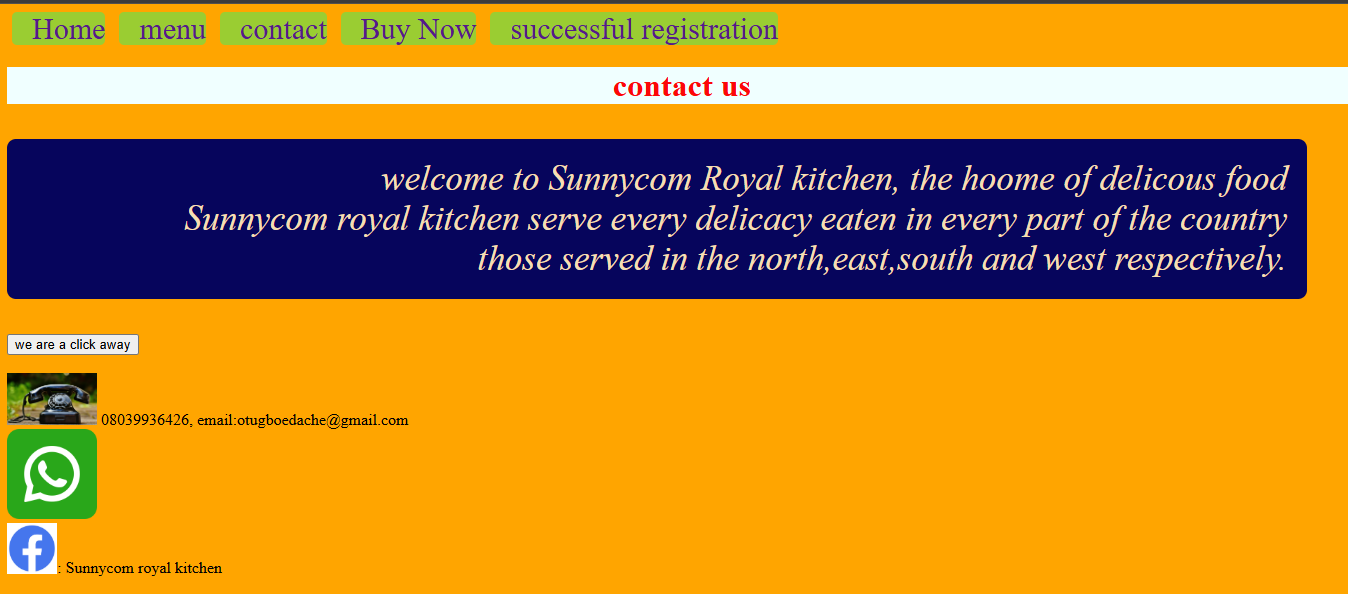 Home menu contact Buy Now successful registration
contact us
welcome to Sunnycom Royal kitchen, the hoome of delicous food
Sunnycom royal kitchen serve every delicacy eaten in every part of the country
those served in the north,east,south and west respectively.
we are a click away
08039936426, email:otugboedache@gmail.com
: Sunnycom royal kitchen